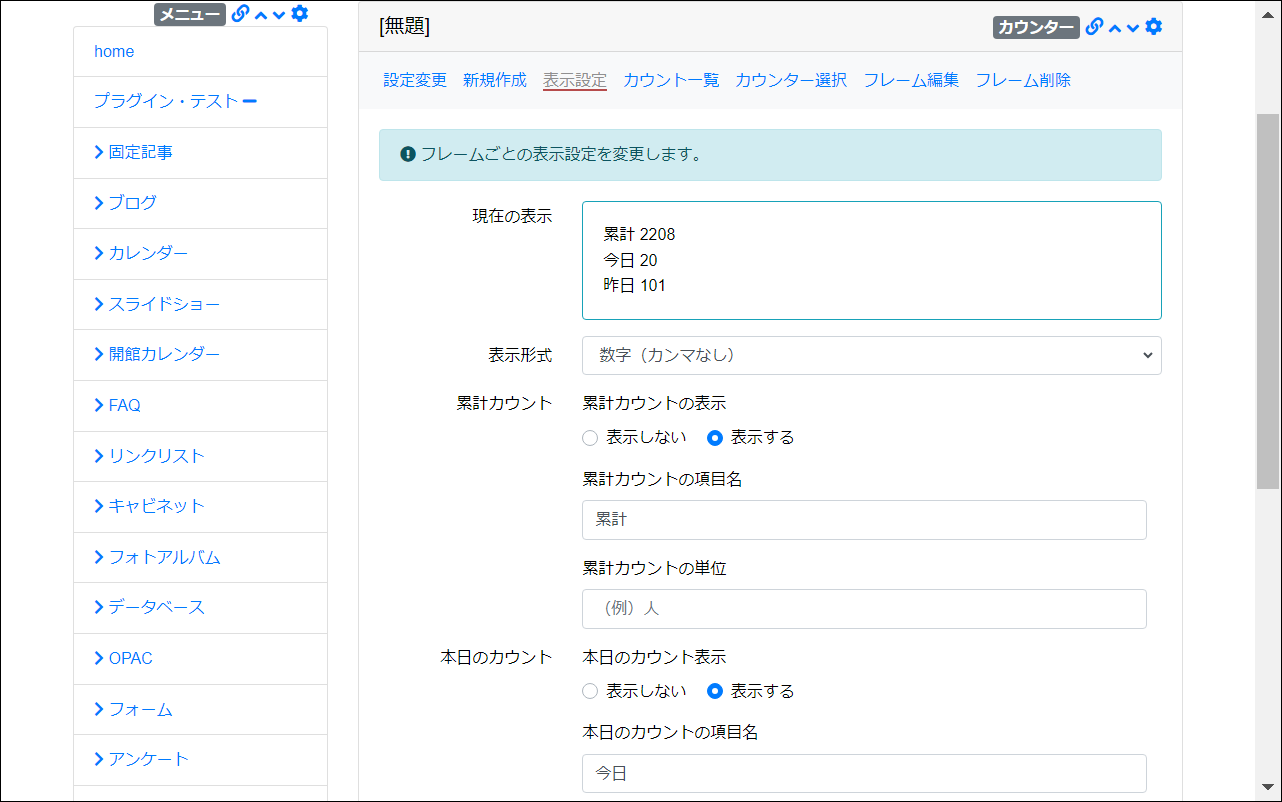 メニュー
home
プラグイン・テスト
固定記事
ブログ
カレンダー
スライドショー
開館カレンダー
FAQ
リンクリスト
キャビネット
フォトアルバム
データベース
OPAC
フォーム
アンケート
[無題]
カウンター
設定変更 新規作成 表示設定 カウント一覧 カウンター選択 フレーム編集 フレーム削除
フレームごとの表示設定を変更します。
現在の表示
累計 2208
今日 20
昨日 101
表示形式 数字（カンマなし）
累計カウント 累計カウントの表示
表示しない 表示する
累計カウントの項目名
累計
累計カウントの単位
（例）人
本日のカウント 本日のカウント表示
表示しない 表示する
本日のカウントの項目名
今日